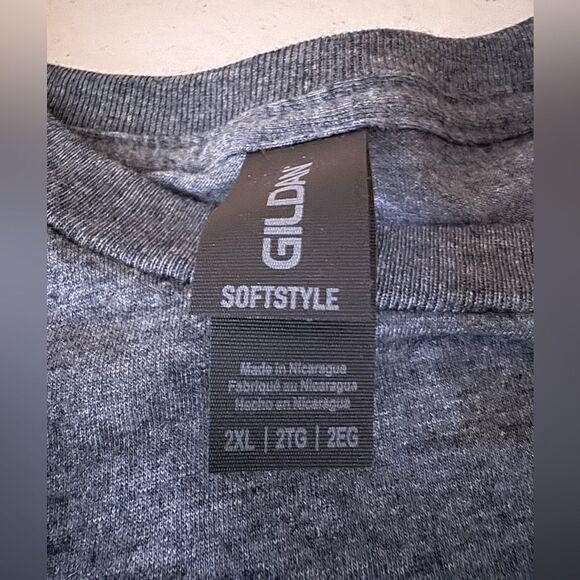 GILDAN
SOFTSTYLE
Made in Nicaragua
Fabriqué au Nicaragua
Hecho en Nicaragua
2XL | 2TG | 2EG